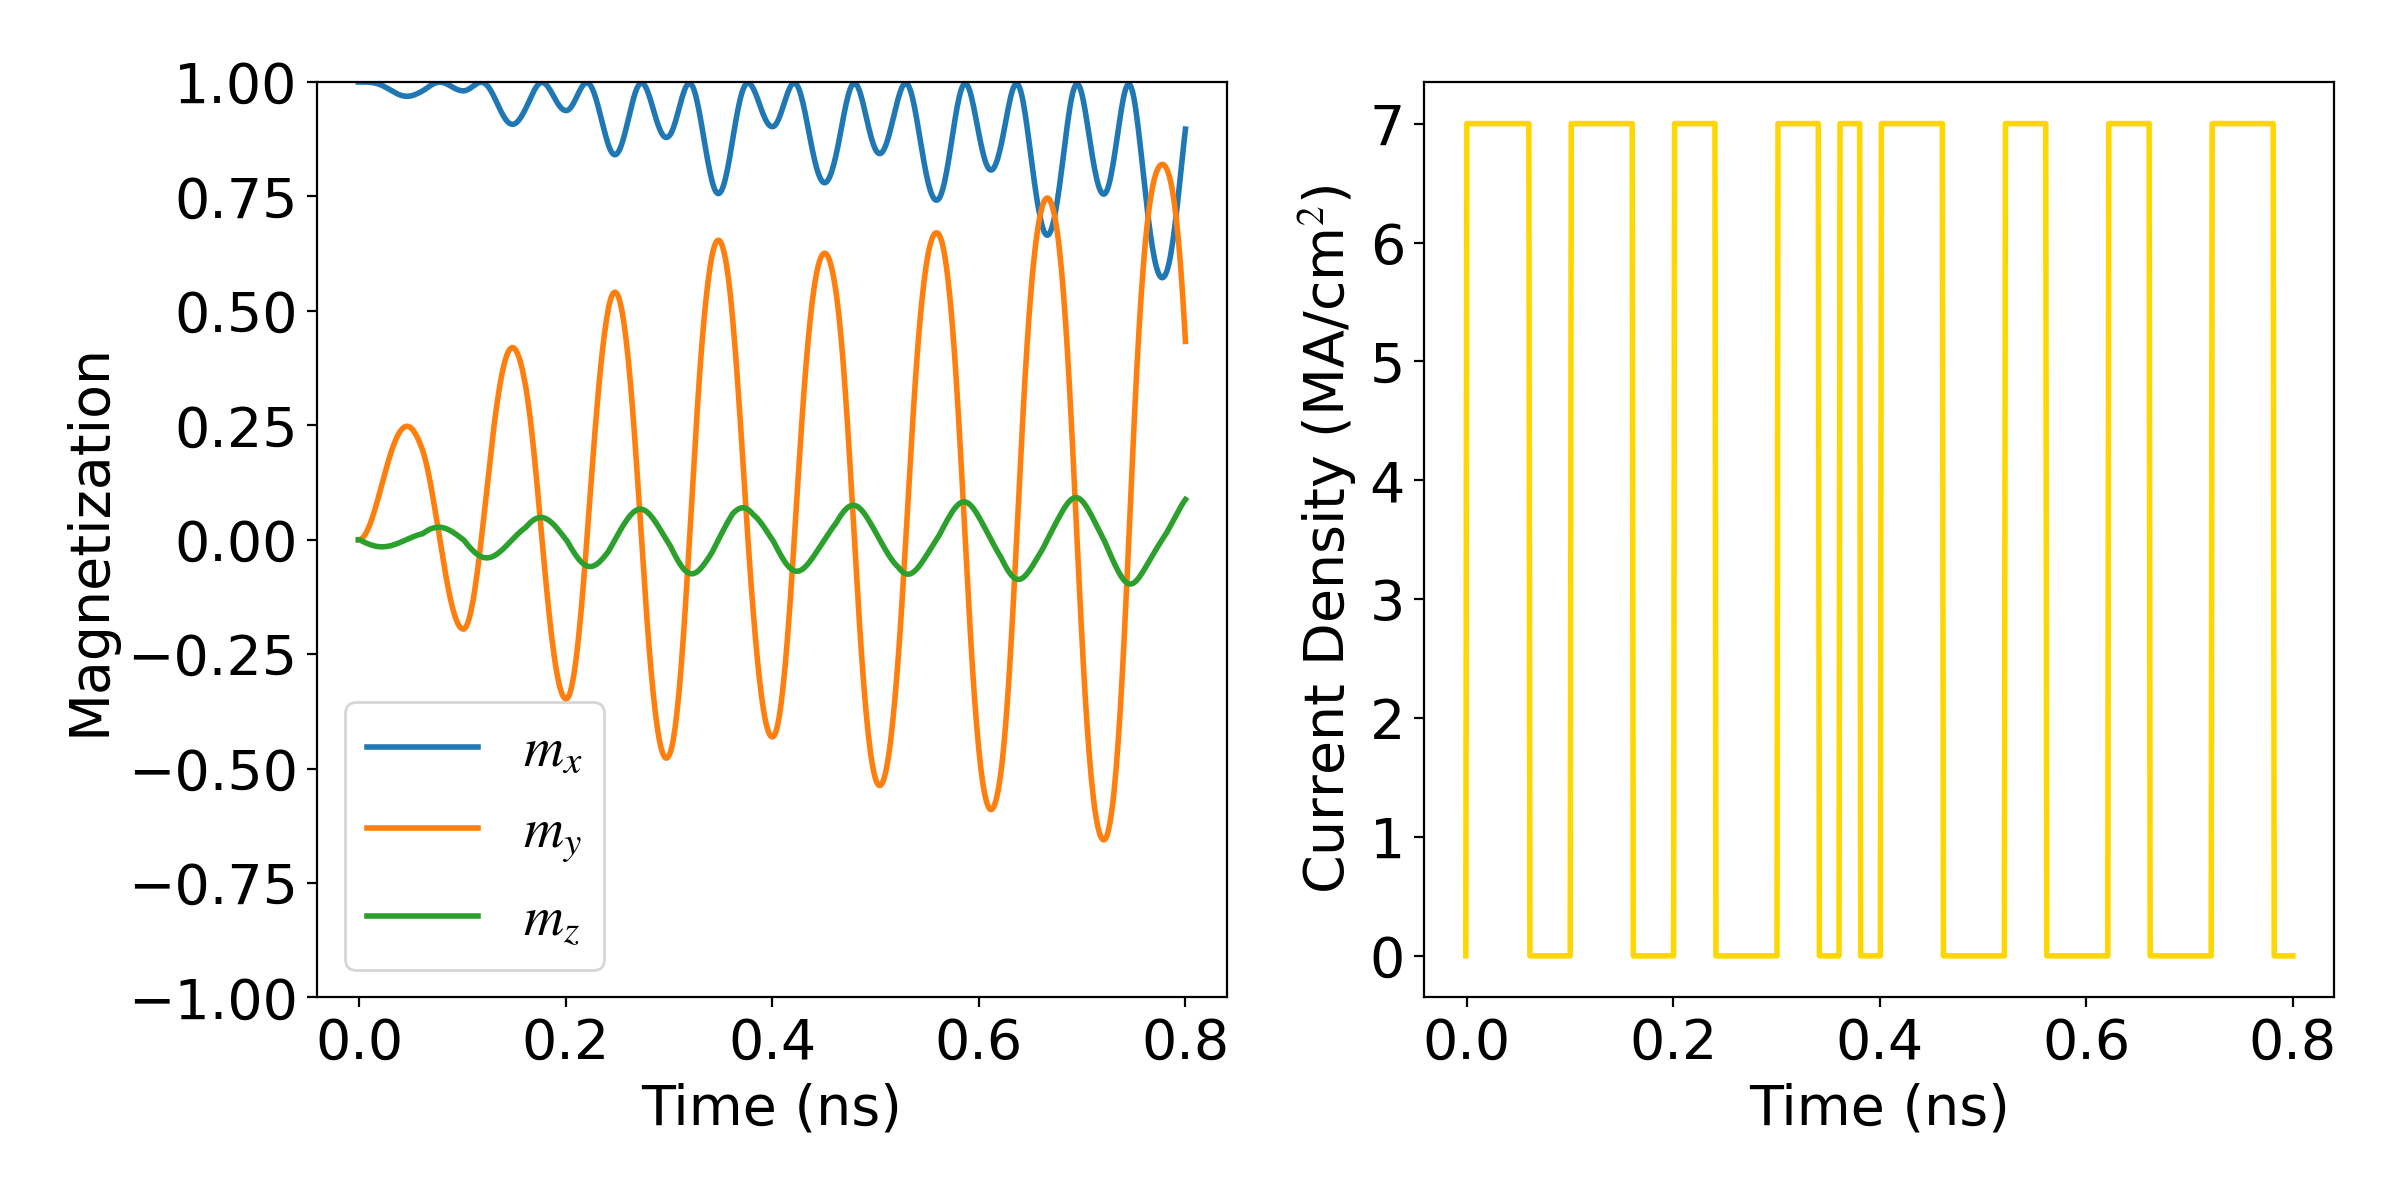 1.00
0.75
0.50
0.25
0.00
−0.25
−0.50
−0.75
−1.00
Magnetization
m_x
m_y
m_z
0.0 0.2 0.4 0.6 0.8
Time (ns)
7
6
5
4
3
2
1
0
Current Density (MA/cm²)
0.0 0.2 0.4 0.6 0.8
Time (ns)